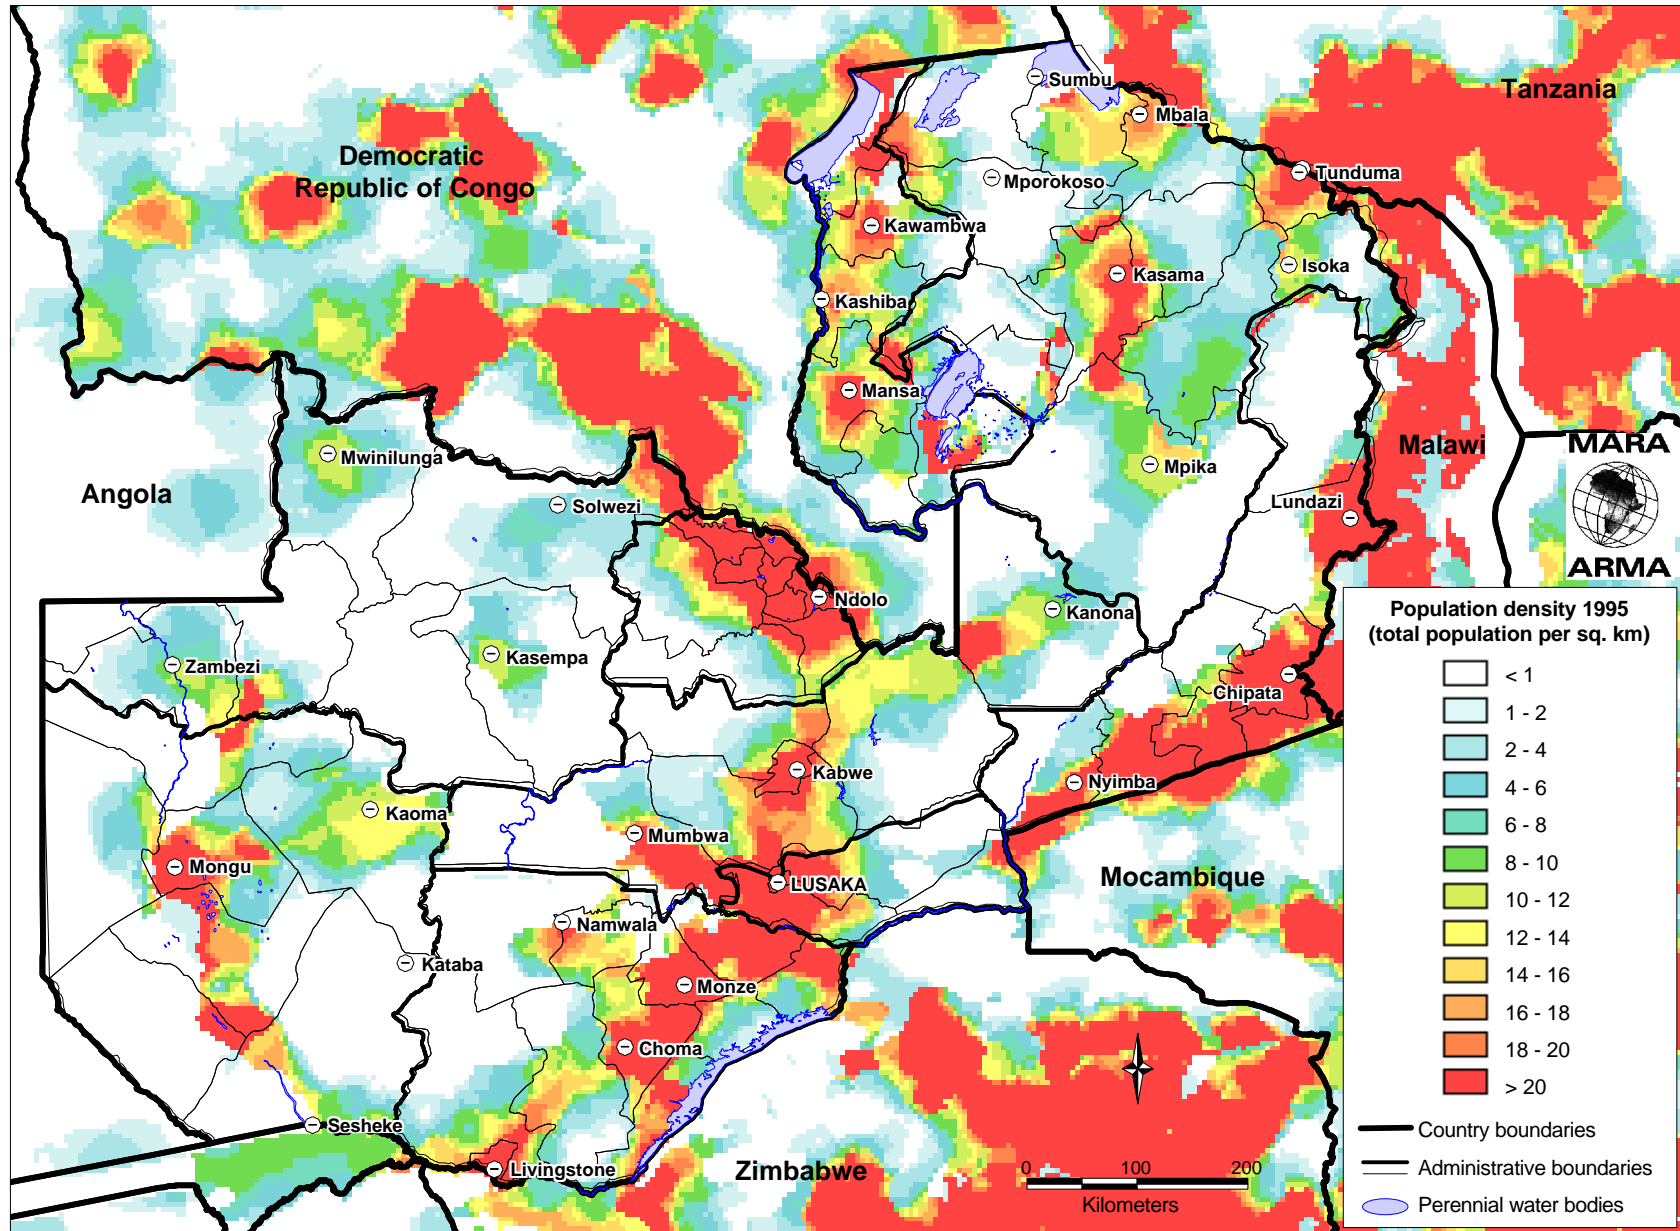 Sumbu
Tanzania
Mbala
Democratic
Republic of Congo
Tunduma
Mporokoso
Kawambwa
Isoka
Kasama
Kashiba
Mansa
Malawi
MARA
Mwinilunga
Mpika
Angola
Solwezi
Lundazi
ARMA
Ndolo
Kanona
Kasempa
Zambezi
Chipata
Kabwe
Nyimba
Kaoma
Mumbwa
Mongu
LUSAKA
Mocambique
Namwala
Kataba
Monze
Choma
Sesheke
Livingstone
Zimbabwe
0 100 200
Kilometers
Population density 1995
(total population per sq. km)
< 1
1 - 2
2 - 4
4 - 6
6 - 8
8 - 10
10 - 12
12 - 14
14 - 16
16 - 18
18 - 20
> 20
Country boundaries
Administrative boundaries
Perennial water bodies